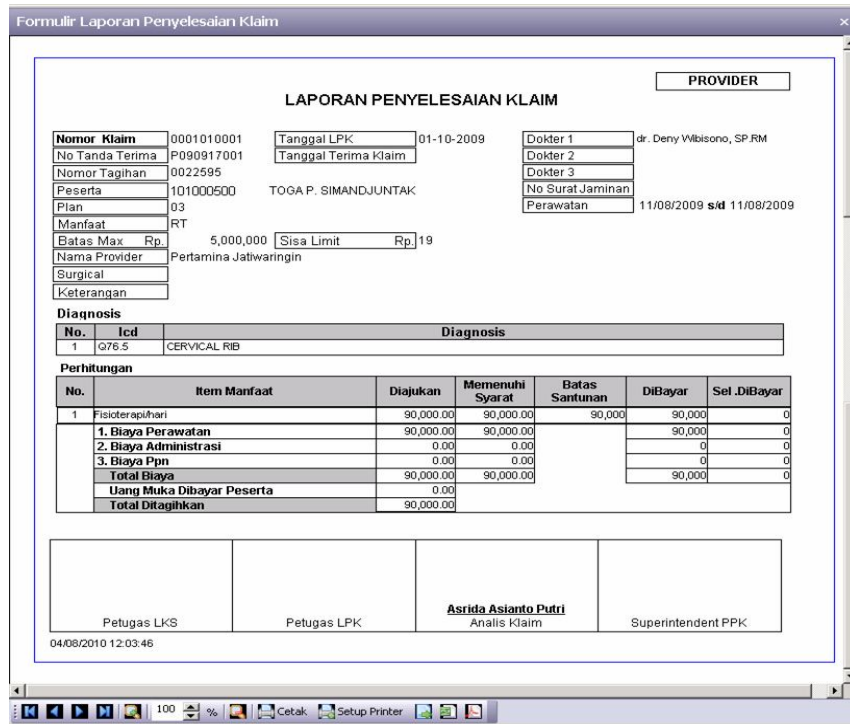 Formulir Laporan Penyelesaian Klaim
PROVIDER
LAPORAN PENYELESAIAN KLAIM
Nomor Klaim 0001010001 Tanggal LPK 01-10-2009 Dokter 1 dr. Deny Wibisono, SP.RM
No Tanda Terima P090917001 Tanggal Terima Klaim Dokter 2
Nomor Tagihan 0022595 Dokter 3
Peserta 101000500 TOGA P. SIMANDJUNTAK No Surat Jaminan
Plan 03 Perawatan 11/08/2009 s/d 11/08/2009
Manfaat RT
Batas Max Rp. 5,000,000 Sisa Limit Rp. 19
Nama Provider Pertamina Jatiwaringin
Surgical
Keterangan
Diagnosis
No. Icd Diagnosis
1 Q76.5 CERVICAL RIB
Perhitungan
No. Item Manfaat Diajukan Memenuhi Syarat Batas Santunan DiBayar Sel .DiBayar
1 Fisioterapi/hari 90,000.00 90,000.00 90,000 90,000 0
1. Biaya Perawatan 90,000.00 90,000.00 90,000 0
2. Biaya Administrasi 0.00 0.00 0 0
3. Biaya Ppn 0.00 0.00 0 0
Total Biaya 90,000.00 90,000.00 90,000 0
Uang Muka Dibayar Peserta 0.00
Total Ditagihkan 90,000.00
Asrida Asianto Putri
Petugas LKS Petugas LPK Analis Klaim Superintendent PPK
04/08/2010 12:03:46
100 % Cetak Setup Printer